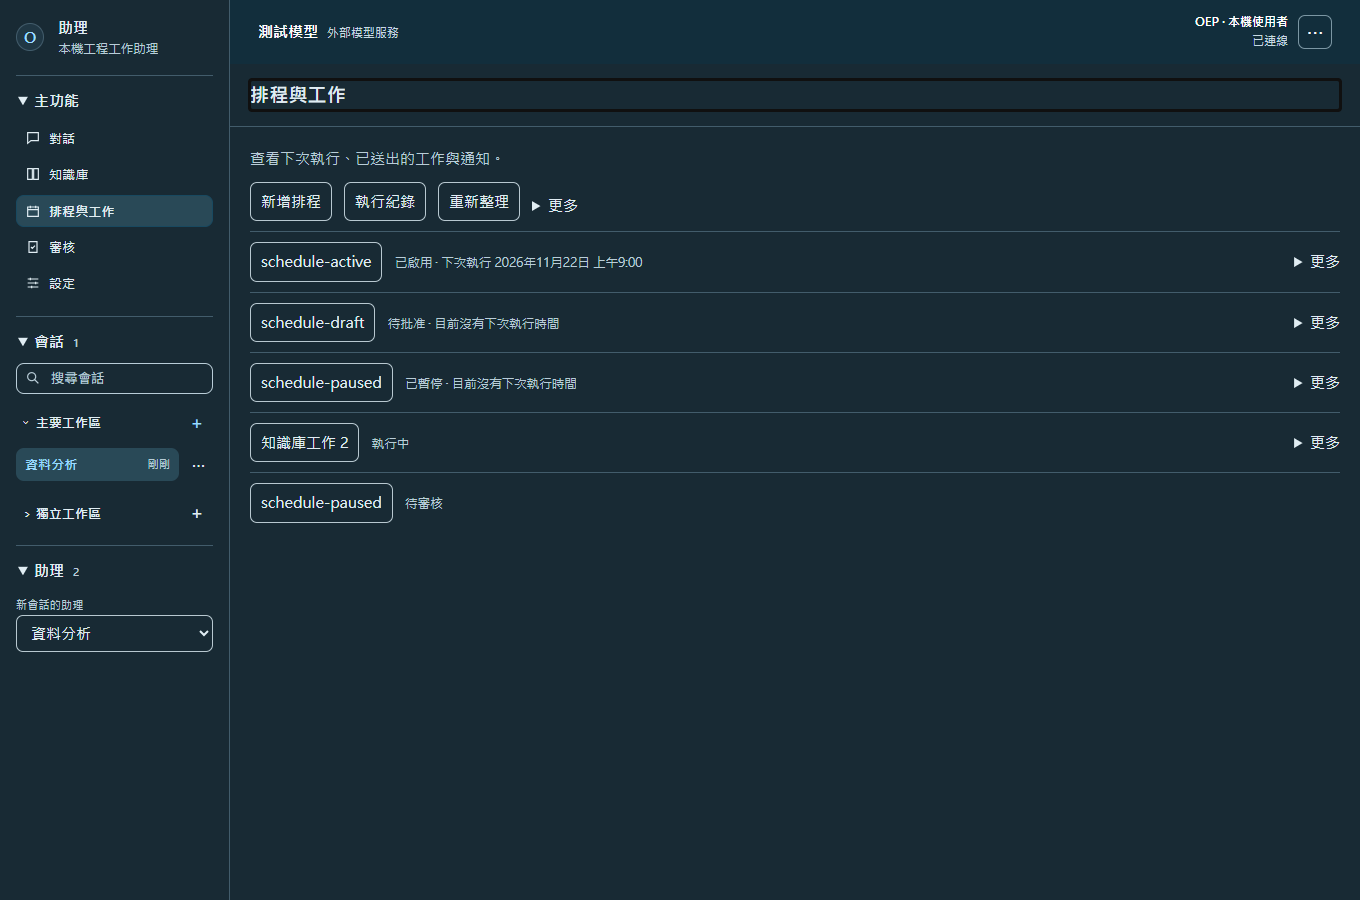 O
助理
本機工程工作助理
▼ 主功能
對話
知識庫
排程與工作
審核
設定
▼ 會話 1
搜尋會話
主要工作區 +
資料分析 剛剛 ...
獨立工作區 +
▼ 助理 2
新會話的助理
資料分析
測試模型 外部模型服務
OEP · 本機使用者
已連線
...
排程與工作
查看下次執行、已送出的工作與通知。
新增排程 執行紀錄 重新整理 ▶ 更多
schedule-active 已啟用 · 下次執行 2026年11月22日 上午9:00 ▶ 更多
schedule-draft 待批准 · 目前沒有下次執行時間 ▶ 更多
schedule-paused 已暫停 · 目前沒有下次執行時間 ▶ 更多
知識庫工作 2 執行中 ▶ 更多
schedule-paused 待審核